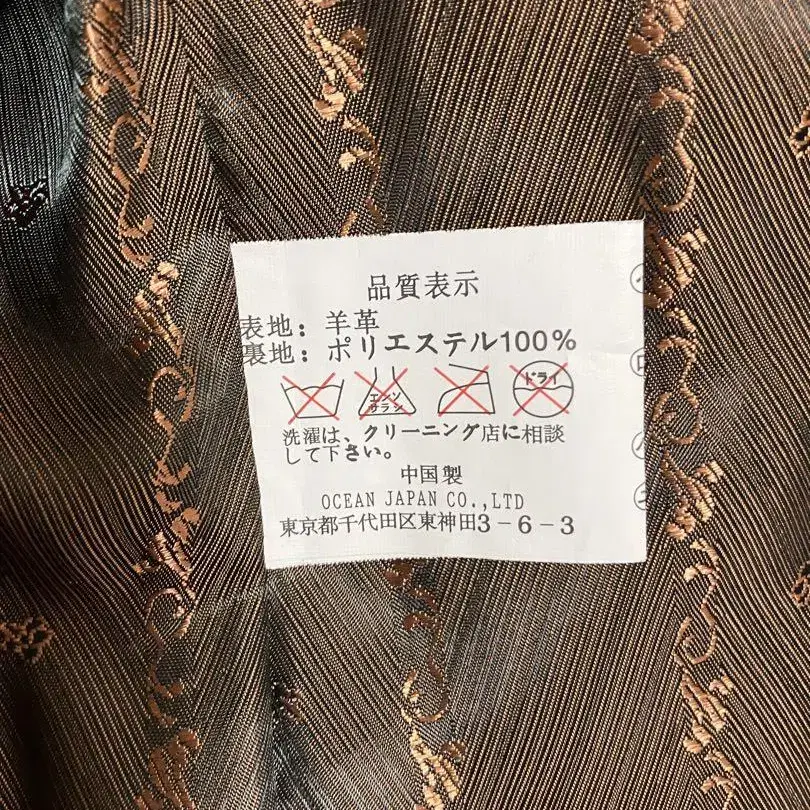 品質表示
表地：羊革
裏地：ポリエステル100%
エンソ
サラシ
ドライ
洗濯は、クリーニング店に相談
して下さい。
中国製
OCEAN JAPAN CO.,LTD
東京都千代田区東神田3-6-3